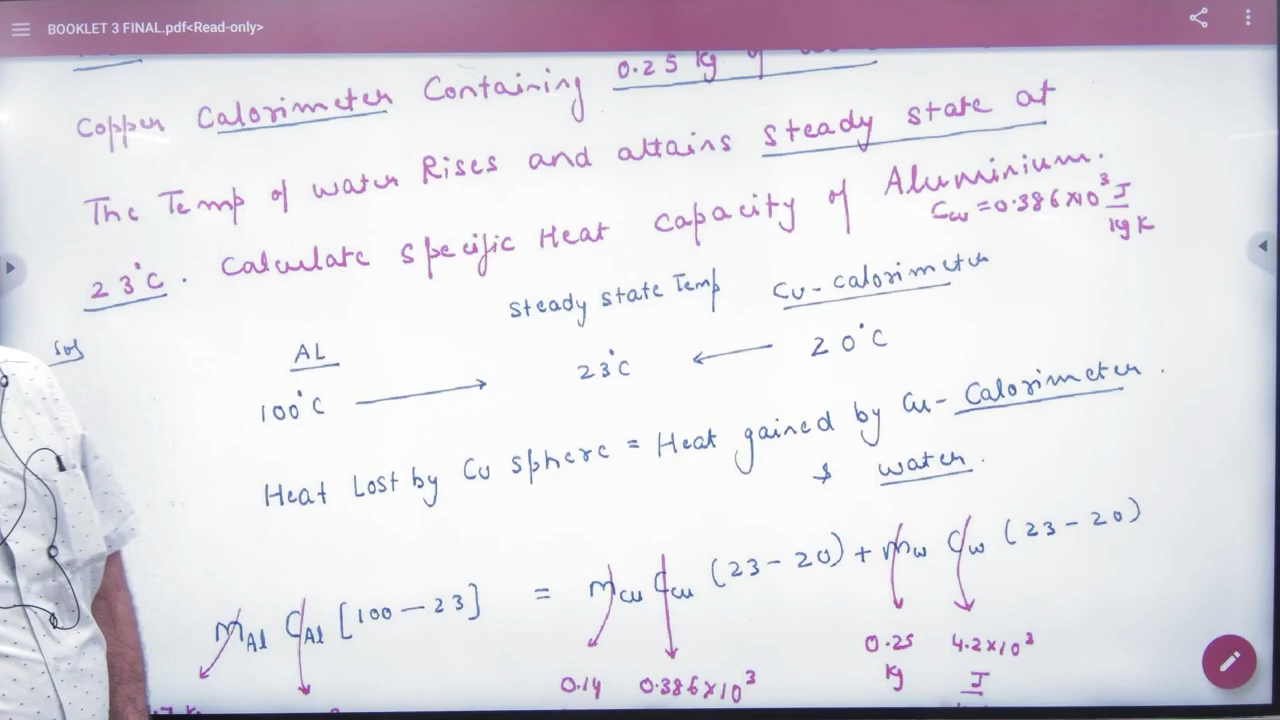 BOOKLET 3 FINAL.pdf<Read-only>
Copper Calorimeter Containing 0.25 kg of
The Temp of water Rises and attains steady state at
23°C. Calculate specific Heat capacity of Aluminium.
Ccu = 0.386×10³ J/kg K
Sol
Steady state Temp Cu-calorimeter
AL
100°C 23°C 20°C
Heat Lost by Cu sphere = Heat gained by Cu-Calorimeter.
& water.
mAl CAl [100-23] = mcu Ccu (23-20) + mw Cw (23-20)
0.14 0.386×10³ 0.25 kg 4.2×10³ J